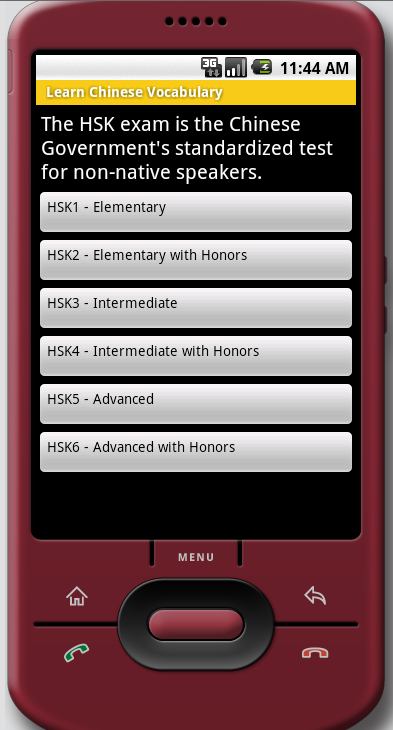 3G
11:44 AM
Learn Chinese Vocabulary
The HSK exam is the Chinese
Government's standardized test
for non-native speakers.
HSK1 - Elementary
HSK2 - Elementary with Honors
HSK3 - Intermediate
HSK4 - Intermediate with Honors
HSK5 - Advanced
HSK6 - Advanced with Honors
MENU